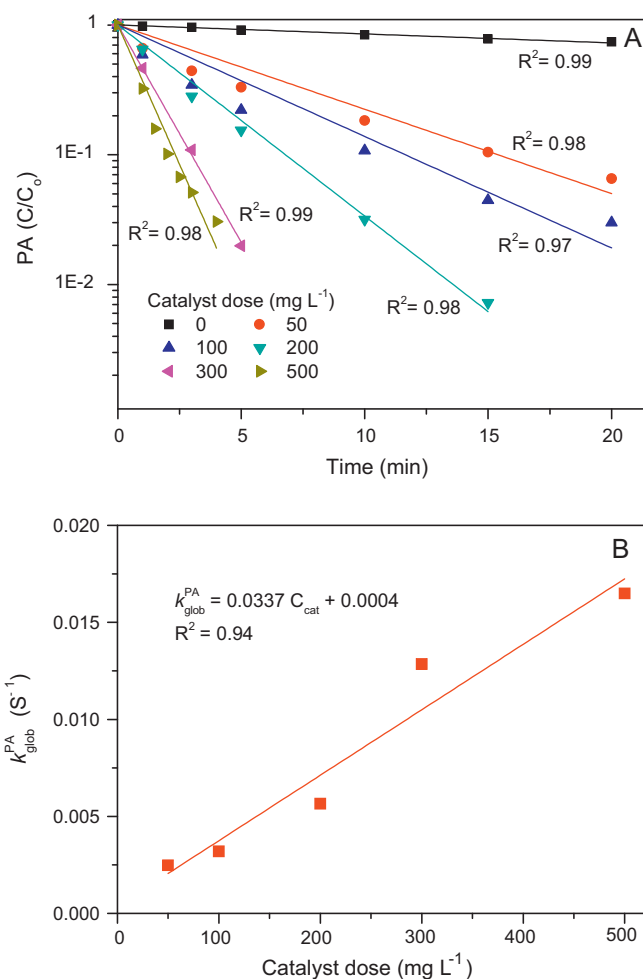 1
A
R²= 0.99
R²= 0.98
1E-1
PA (C/Cₒ)
R²= 0.99
R²= 0.98
R²= 0.97
1E-2
R²= 0.98
Catalyst dose (mg L⁻¹)
0 50
100 200
300 500
0 5 10 15 20
Time (min)
0.020
B
k_glob^PA = 0.0337 C_cat + 0.0004
R² = 0.94
0.015
k_glob^PA (S⁻¹)
0.010
0.005
0.000
0 100 200 300 400 500
Catalyst dose (mg L⁻¹)